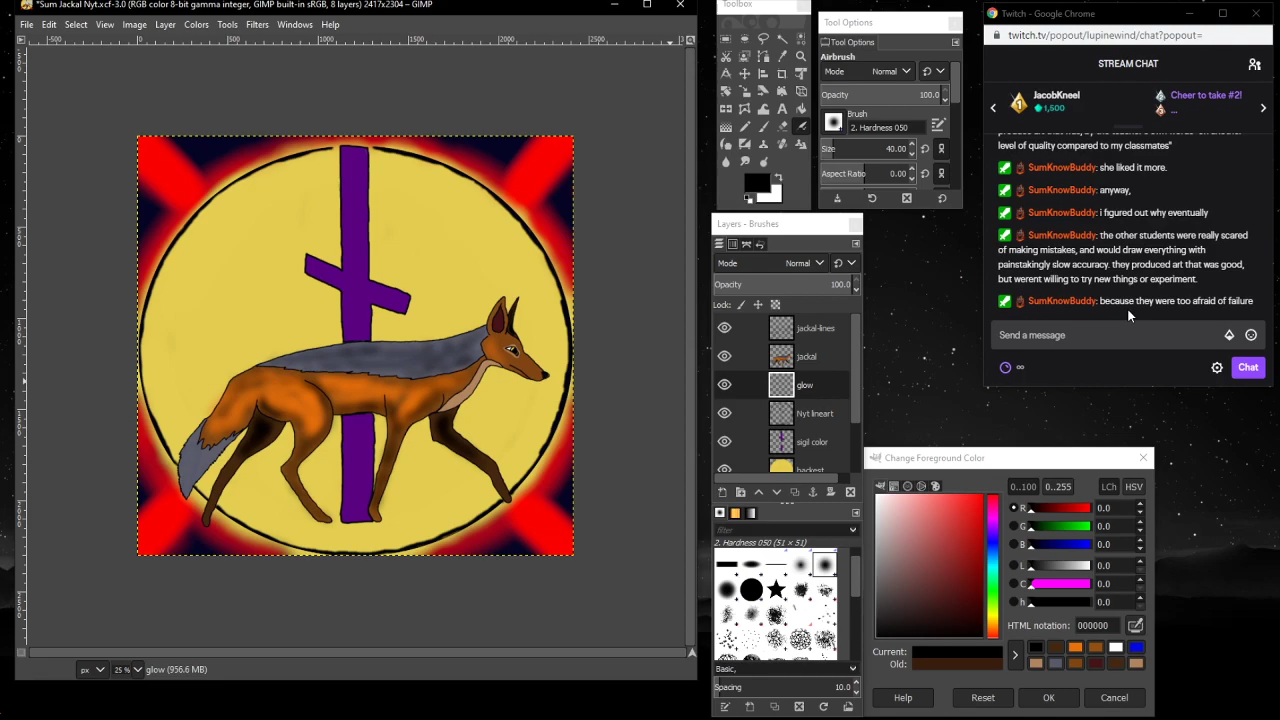 *Sum Jackal Nyt.xcf-3.0 (RGB color 8-bit gamma integer, GIMP built-in sRGB, 8 layers) 2417x2304 – GIMP
File Edit Select View Image Layer Colors Tools Filters Windows Help
0 500 1000 1500 2000 2500
px 25 % glow (956.6 MB)
Toolbox
Tool Options
Tool Options
Airbrush
Mode Normal
Opacity 100.0
Brush
2. Hardness 050
Size 40.00
Aspect Ratio 0.00
Layers - Brushes
Mode Normal
Opacity 100.0
Lock:
jackal-lines
jackal
glow
Nyt lineart
sigil color
backest
filter
2. Hardness 050 (51 × 51)
Basic,
Spacing 10.0
Twitch - Google Chrome
twitch.tv/popout/lupinewind/chat?popout=
STREAM CHAT
1 JacobKneel
1,500
Cheer to take #2!
...
level of quality compared to my classmates"
SumKnowBuddy: she liked it more.
SumKnowBuddy: anyway,
SumKnowBuddy: i figured out why eventually
SumKnowBuddy: the other students were really scared
of making mistakes, and would draw everything with
painstakingly slow accuracy. they produced art that was good,
but werent willing to try new things or experiment.
SumKnowBuddy: because they were too afraid of failure
Send a message
∞ Chat
Change Foreground Color
0..100 0..255 LCh HSV
R 0.0
G 0.0
B 0.0
L 0.0
C 0.0
h 0.0
HTML notation: 000000
Current:
Old:
Help Reset OK Cancel